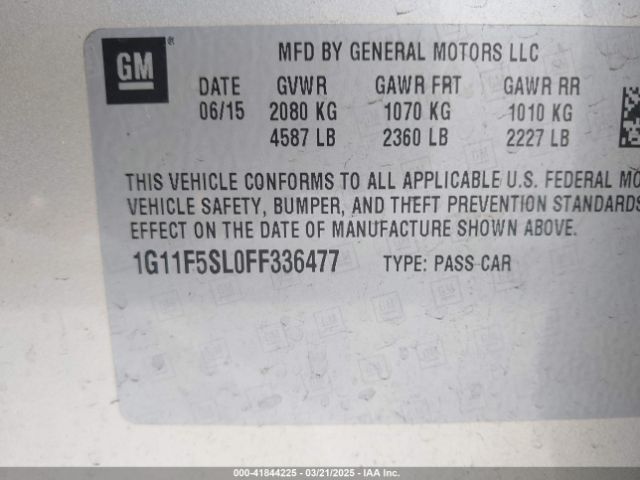 GM®
MFD BY GENERAL MOTORS LLC
DATE GVWR GAWR FRT GAWR RR
06/15 2080 KG 1070 KG 1010 KG
4587 LB 2360 LB 2227 LB
THIS VEHICLE CONFORMS TO ALL APPLICABLE U.S. FEDERAL MO
VEHICLE SAFETY, BUMPER, AND THEFT PREVENTION STANDARDS
EFFECT ON THE DATE OF MANUFACTURE SHOWN ABOVE.
1G11F5SL0FF336477 TYPE: PASS CAR
000-41844225 - 03/21/2025 - IAAI.COM